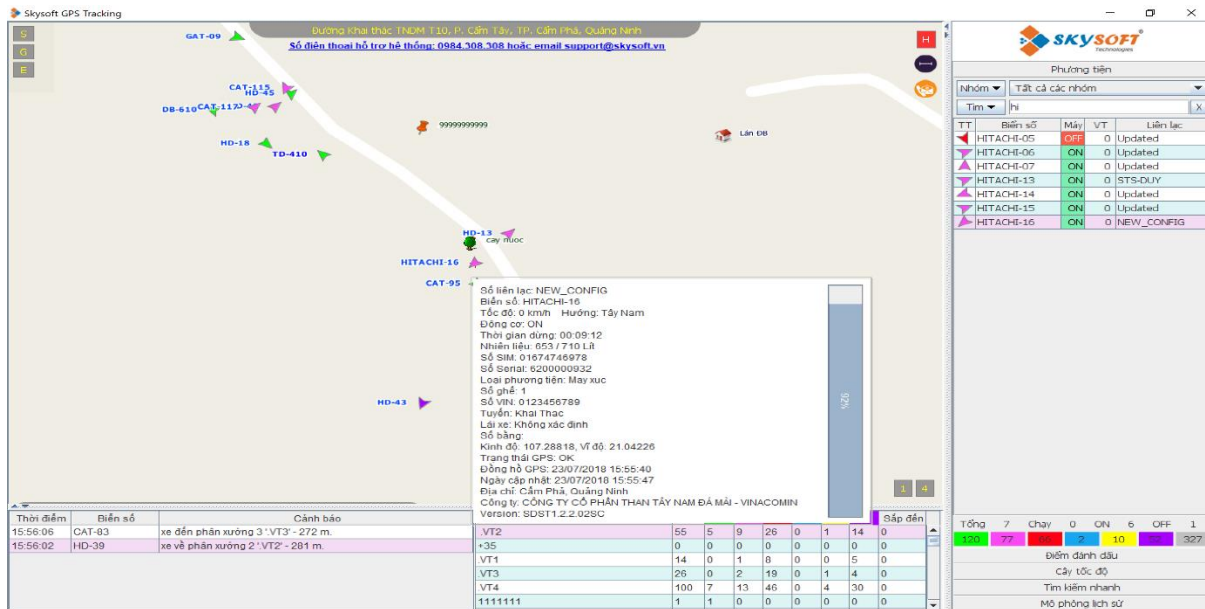 Skysoft GPS Tracking
S
G
E
Đường Khai thác TNDM T10, P. Cẩm Tây, TP. Cẩm Phả, Quảng Ninh
Số điện thoại hỗ trợ hệ thống: 0984.308.308 hoặc email support@skysoft.vn
H
GAT-09
CAT-115
HD-45
DB-610
CAT-117
HD-18
TD-410
9999999999
Lán ĐB
HD-13
cay nuoc
HITACHI-16
CAT-95
HD-43
Số liên lạc: NEW_CONFIG
Biển số: HITACHI-16
Tốc độ: 0 km/h Hướng: Tây Nam
Động cơ: ON
Thời gian dừng: 00:09:12
Nhiên liệu: 653 / 710 Lít
Số SIM: 01674746978
Số Serial: 6200000932
Loại phương tiện: May xuc
Số ghế: 1
Số VIN: 0123456789
Tuyến: Khai Thac
Lái xe: Không xác định
Số bằng:
Kinh độ: 107.28818, Vĩ độ: 21.04226
Trạng thái GPS: OK
Đồng hồ GPS: 23/07/2018 15:55:40
Ngày cập nhật: 23/07/2018 15:55:47
Địa chỉ: Cẩm Phả, Quảng Ninh
Công ty: CÔNG TY CỔ PHẦN THAN TÂY NAM ĐÁ MÀI - VINACOMIN
Version: SDST1.2.2.02SC
92%
1 4
Thời điểm Biển số Cảnh báo
15:56:06 CAT-83 xe đến phân xưởng 3 '.VT3' - 272 m.
15:56:02 HD-39 xe về phân xưởng 2 '.VT2' - 281 m.
Sắp đến
.VT2 55 5 9 26 0 1 14 0
+35 0 0 0 0 0 0 0 0
.VT1 14 0 1 8 0 0 5 0
.VT3 26 0 2 19 0 1 4 0
.VT4 100 7 13 46 0 4 30 0
1111111 1 1 0 0 0 0 0 0
SKYSOFT
Technologies
Phương tiện
Nhóm Tất cả các nhóm
Tìm hi X
TT Biển số Máy VT Liên lạc
HITACHI-05 OFF 0 Updated
HITACHI-06 ON 0 Updated
HITACHI-07 ON 0 Updated
HITACHI-13 ON 0 STS-DUY
HITACHI-14 ON 0 Updated
HITACHI-15 ON 0 Updated
HITACHI-16 ON 0 NEW_CONFIG
Tổng 7 Chạy 0 ON 6 OFF 1
120 77 66 2 10 52 327
Điểm đánh dấu
Cây tốc độ
Tìm kiếm nhanh
Mô phỏng lịch sử